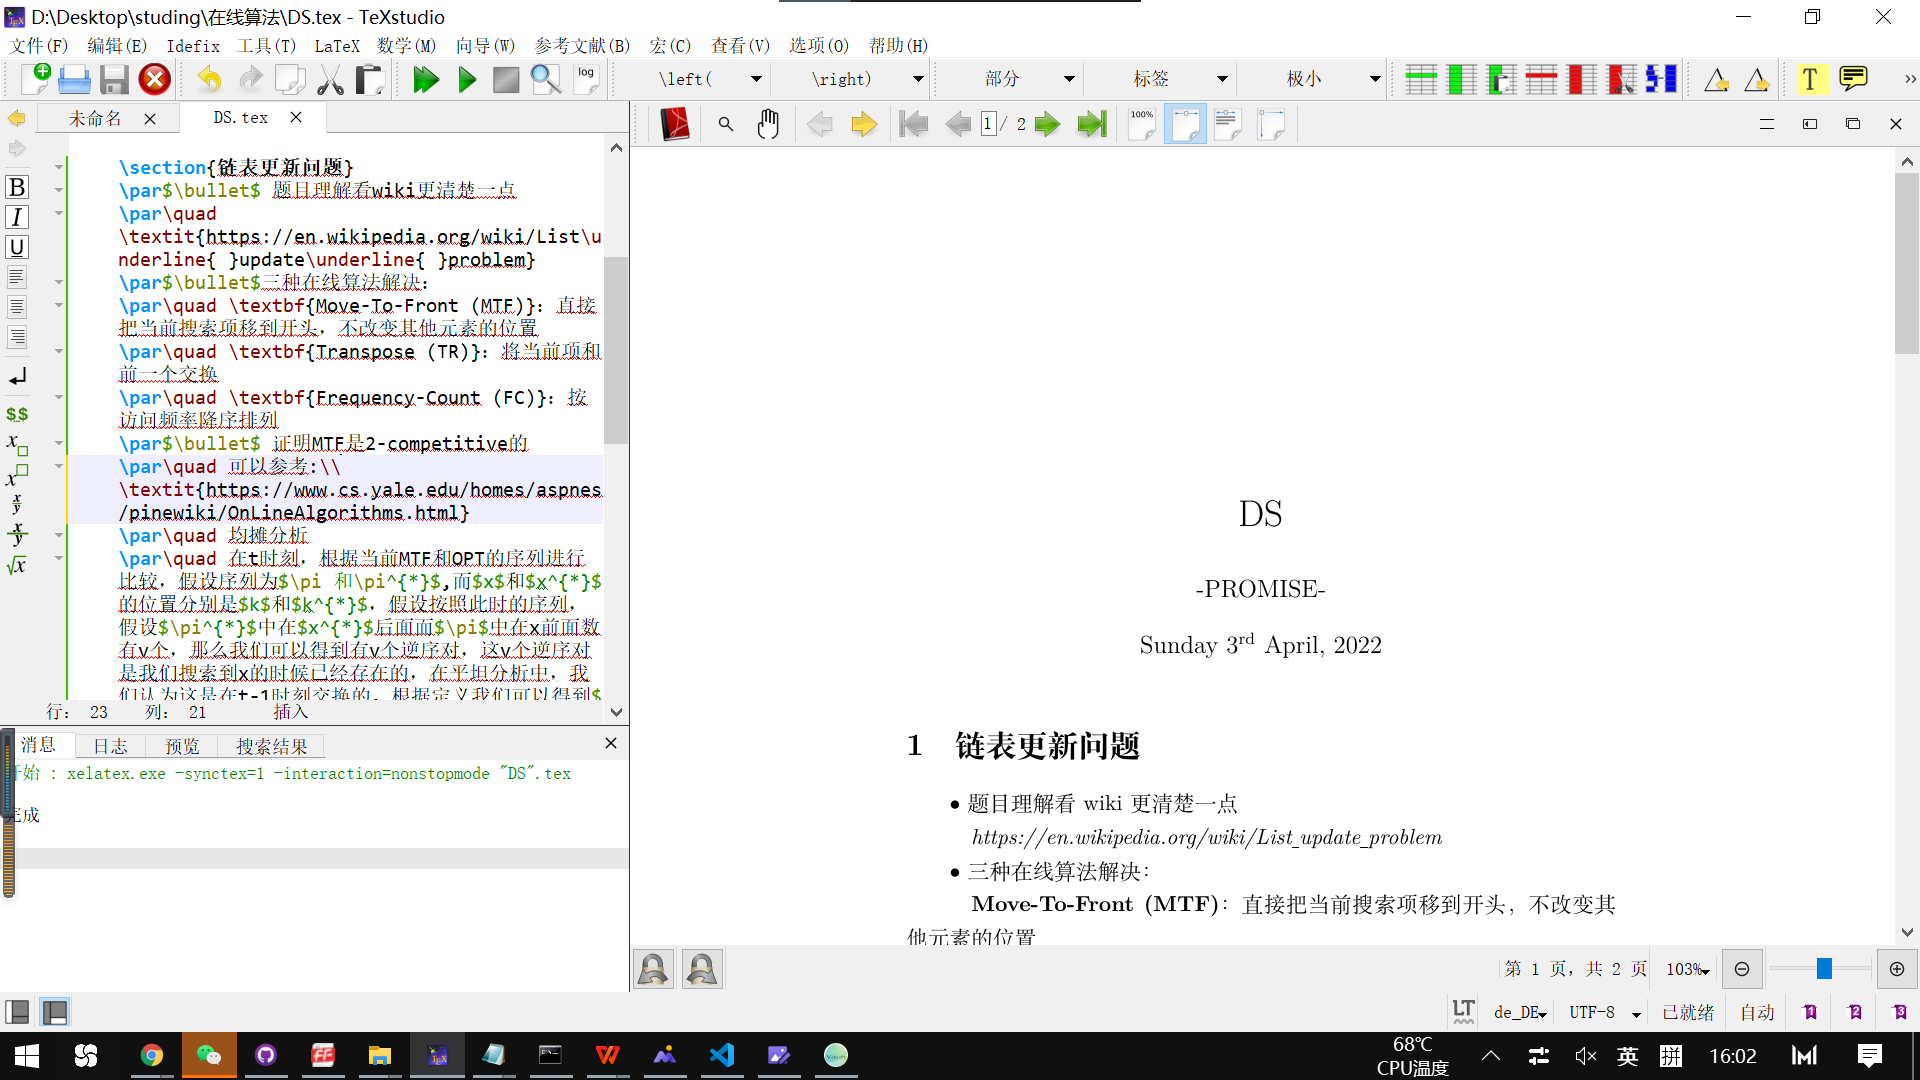 D:\Desktop\studing\在线算法\DS.tex - TeXstudio
文件(F) 编辑(E) Idefix 工具(T) LaTeX 数学(M) 向导(W) 参考文献(B) 宏(C) 查看(V) 选项(O) 帮助(H)
log \left( \right) 部分 标签 极小
未命名 DS.tex
100% 1 / 2
\section{链表更新问题}
\par$\bullet$ 题目理解看wiki更清楚一点
\par\quad
\textit{https://en.wikipedia.org/wiki/List\u
nderline{ }update\underline{ }problem}
\par$\bullet$三种在线算法解决：
\par\quad \textbf{Move-To-Front (MTF)}：直接
把当前搜索项移到开头，不改变其他元素的位置
\par\quad \textbf{Transpose (TR)}：将当前项和
前一个交换
\par\quad \textbf{Frequency-Count (FC)}：按
访问频率降序排列
\par$\bullet$ 证明MTF是2-competitive的
\par\quad 可以参考:\\
\textit{https://www.cs.yale.edu/homes/aspnes
/pinewiki/OnLineAlgorithms.html}
\par\quad 均摊分析
\par\quad 在t时刻，根据当前MTF和OPT的序列进行
比较，假设序列为$\pi 和\pi^{*}$,而$x$和$x^{*}$
的位置分别是$k$和$k^{*}$，假设按照此时的序列，
假设$\pi^{*}$中在$x^{*}$后面而$\pi$中在x前面数
有v个，那么我们可以得到有v个逆序对，这v个逆序对
是我们搜索到x的时候已经存在的，在平坦分析中，我
们认为这是在t-1时刻交换的，根据定义我们可以得到$
行： 23 列： 21 插入
消息 日志 预览 搜索结果
开始 : xelatex.exe -synctex=1 -interaction=nonstopmode "DS".tex
完成
DS
-PROMISE-
Sunday 3rd April, 2022
1 链表更新问题
• 题目理解看 wiki 更清楚一点
https://en.wikipedia.org/wiki/List_update_problem
• 三种在线算法解决：
Move-To-Front (MTF)：直接把当前搜索项移到开头，不改变其
他元素的位置
第 1 页，共 2 页 103%
LT de_DE UTF-8 已就绪 自动 1 2 3
68℃
CPU温度
英 拼 16:02